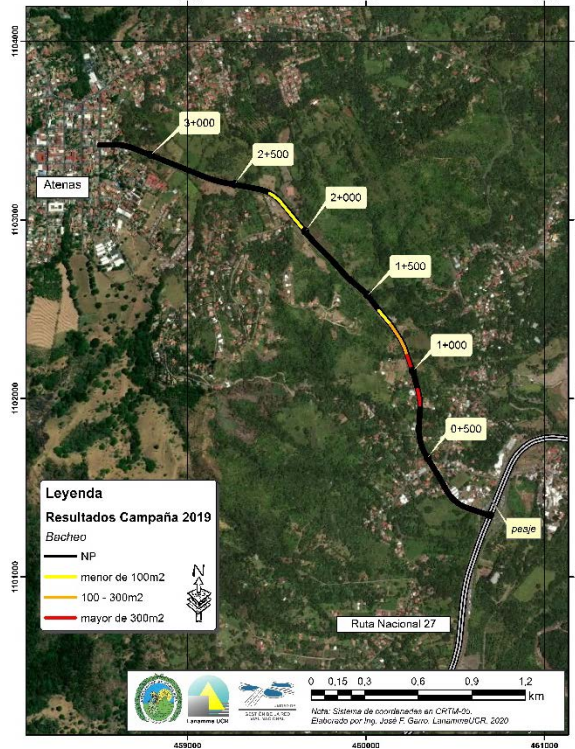 1104000
1103000
1102000
1101000
3+000
2+500
Atenas
2+000
1+500
1+000
0+500
peaje
Leyenda
Resultados Campaña 2019
Bacheo
NP
menor de 100m2
100 - 300m2
mayor de 300m2
N
Ruta Nacional 27
Lanamme UCR
0 0,15 0,3 0,6 0,9 1,2
km
Nota: Sistema de coordenadas en CRTM-05.
Elaborado por Ing. José F. Garro. LanammeUCR, 2020
459000 460000 461000